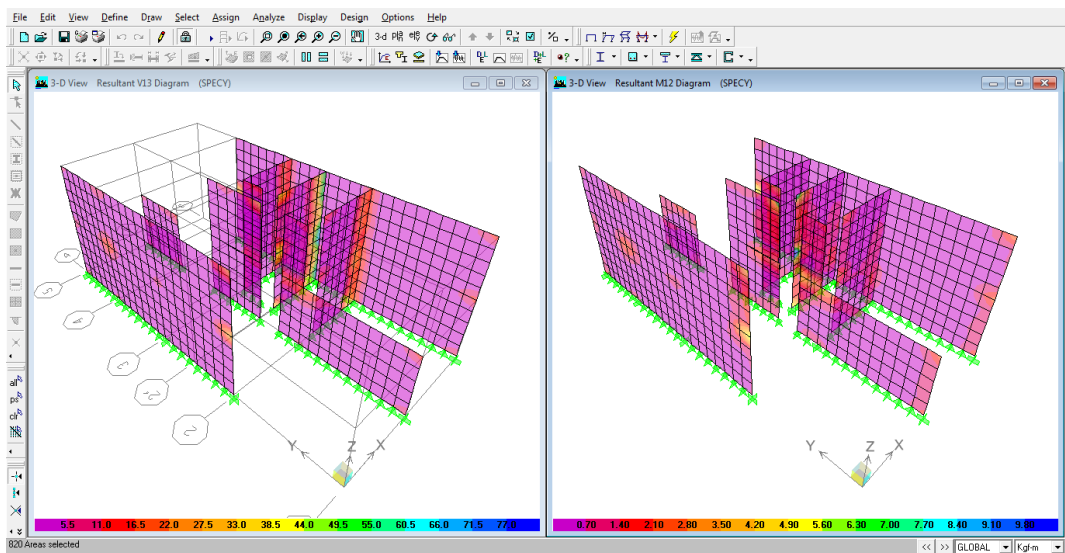 File Edit View Define Draw Select Assign Analyze Display Design Options Help
3-d
all
ps
clr
3-D View Resultant V13 Diagram (SPECY)
Y Z X
5.5 11.0 16.5 22.0 27.5 33.0 38.5 44.0 49.5 55.0 60.5 66.0 71.5 77.0
3-D View Resultant M12 Diagram (SPECY)
Y Z X
0.70 1.40 2.10 2.80 3.50 4.20 4.90 5.60 6.30 7.00 7.70 8.40 9.10 9.80
820 Areas selected
<< >> GLOBAL Kgf-m